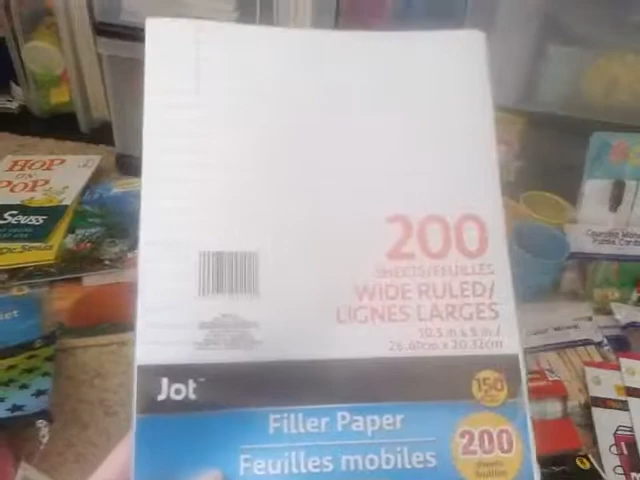 200
SHEETS/FEUILLES
WIDE RULED/
LIGNES LARGES
10.5 in x 8 in /
26.67cm x 20.32cm
Jot™
150
Filler Paper
Feuilles mobiles
200
HOP
ON
POP
Seuss